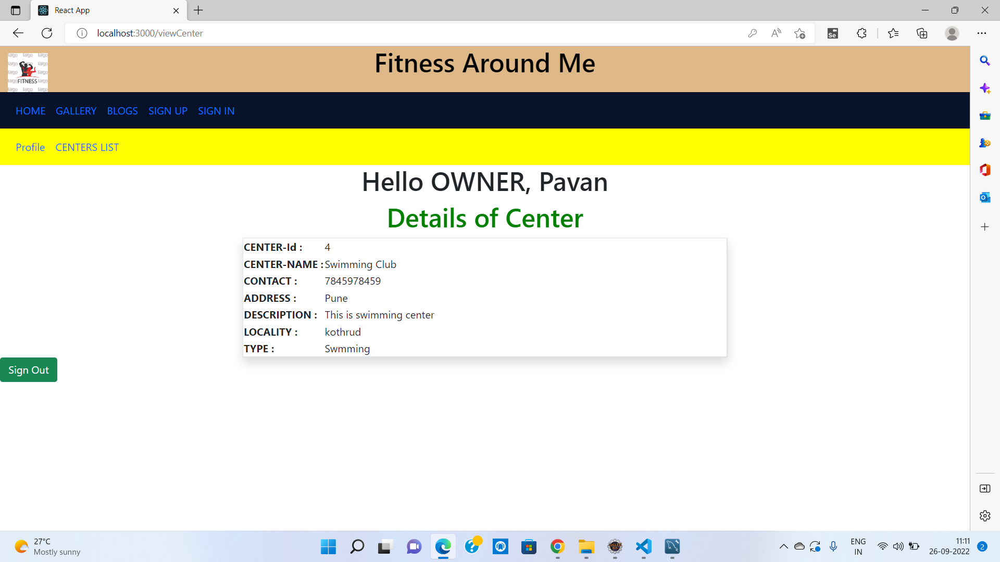 React App
localhost:3000/viewCenter
Fitness Around Me
FITNESS
HOME GALLERY BLOGS SIGN UP SIGN IN
Profile CENTERS LIST
Hello OWNER, Pavan
Details of Center
CENTER-Id : 4
CENTER-NAME : Swimming Club
CONTACT : 7845978459
ADDRESS : Pune
DESCRIPTION : This is swimming center
LOCALITY : kothrud
TYPE : Swmming
Sign Out
27°C
Mostly sunny
ENG
IN
11:11
26-09-2022
2